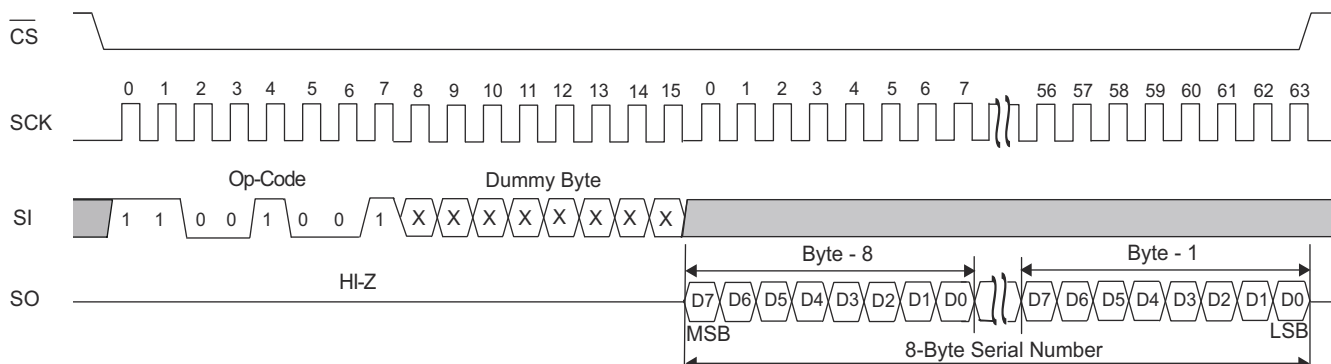 CS
0 1 2 3 4 5 6 7 8 9 10 11 12 13 14 15 0 1 2 3 4 5 6 7 56 57 58 59 60 61 62 63
SCK
Op-Code Dummy Byte
SI 1 1 0 0 1 0 0 1 X X X X X X X X
Byte - 8 Byte - 1
HI-Z
SO D7 D6 D5 D4 D3 D2 D1 D0 D7 D6 D5 D4 D3 D2 D1 D0
MSB LSB
8-Byte Serial Number